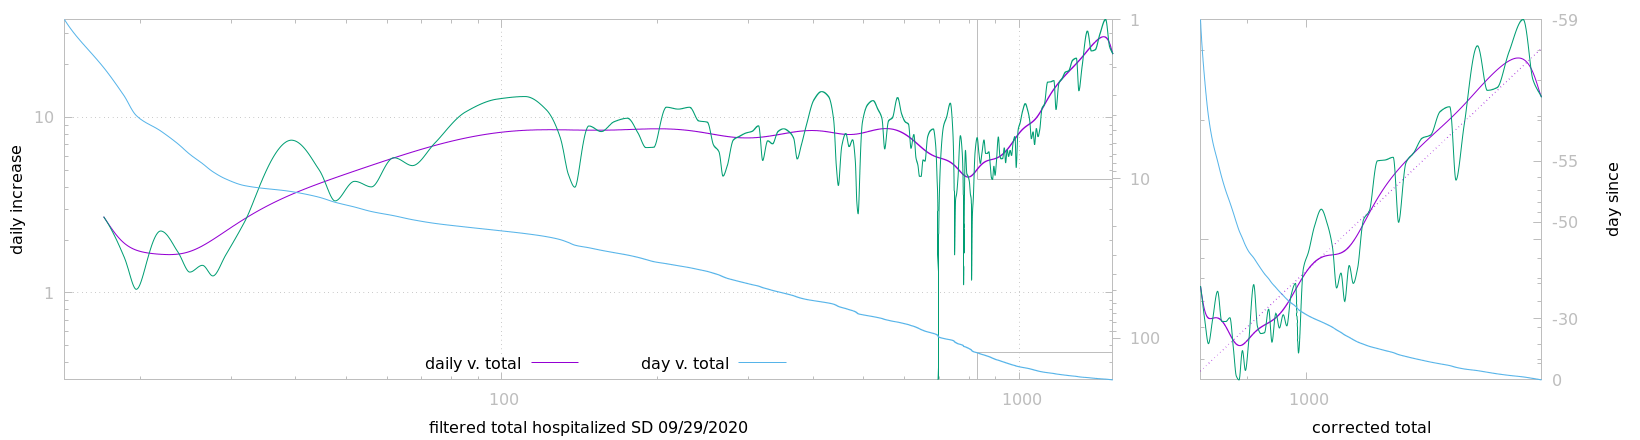 1
-59
10
daily increase
-55
10
day since
-50
1
-30
100
daily v. total
day v. total
0
100
1000
1000
filtered total hospitalized SD 09/29/2020
corrected total